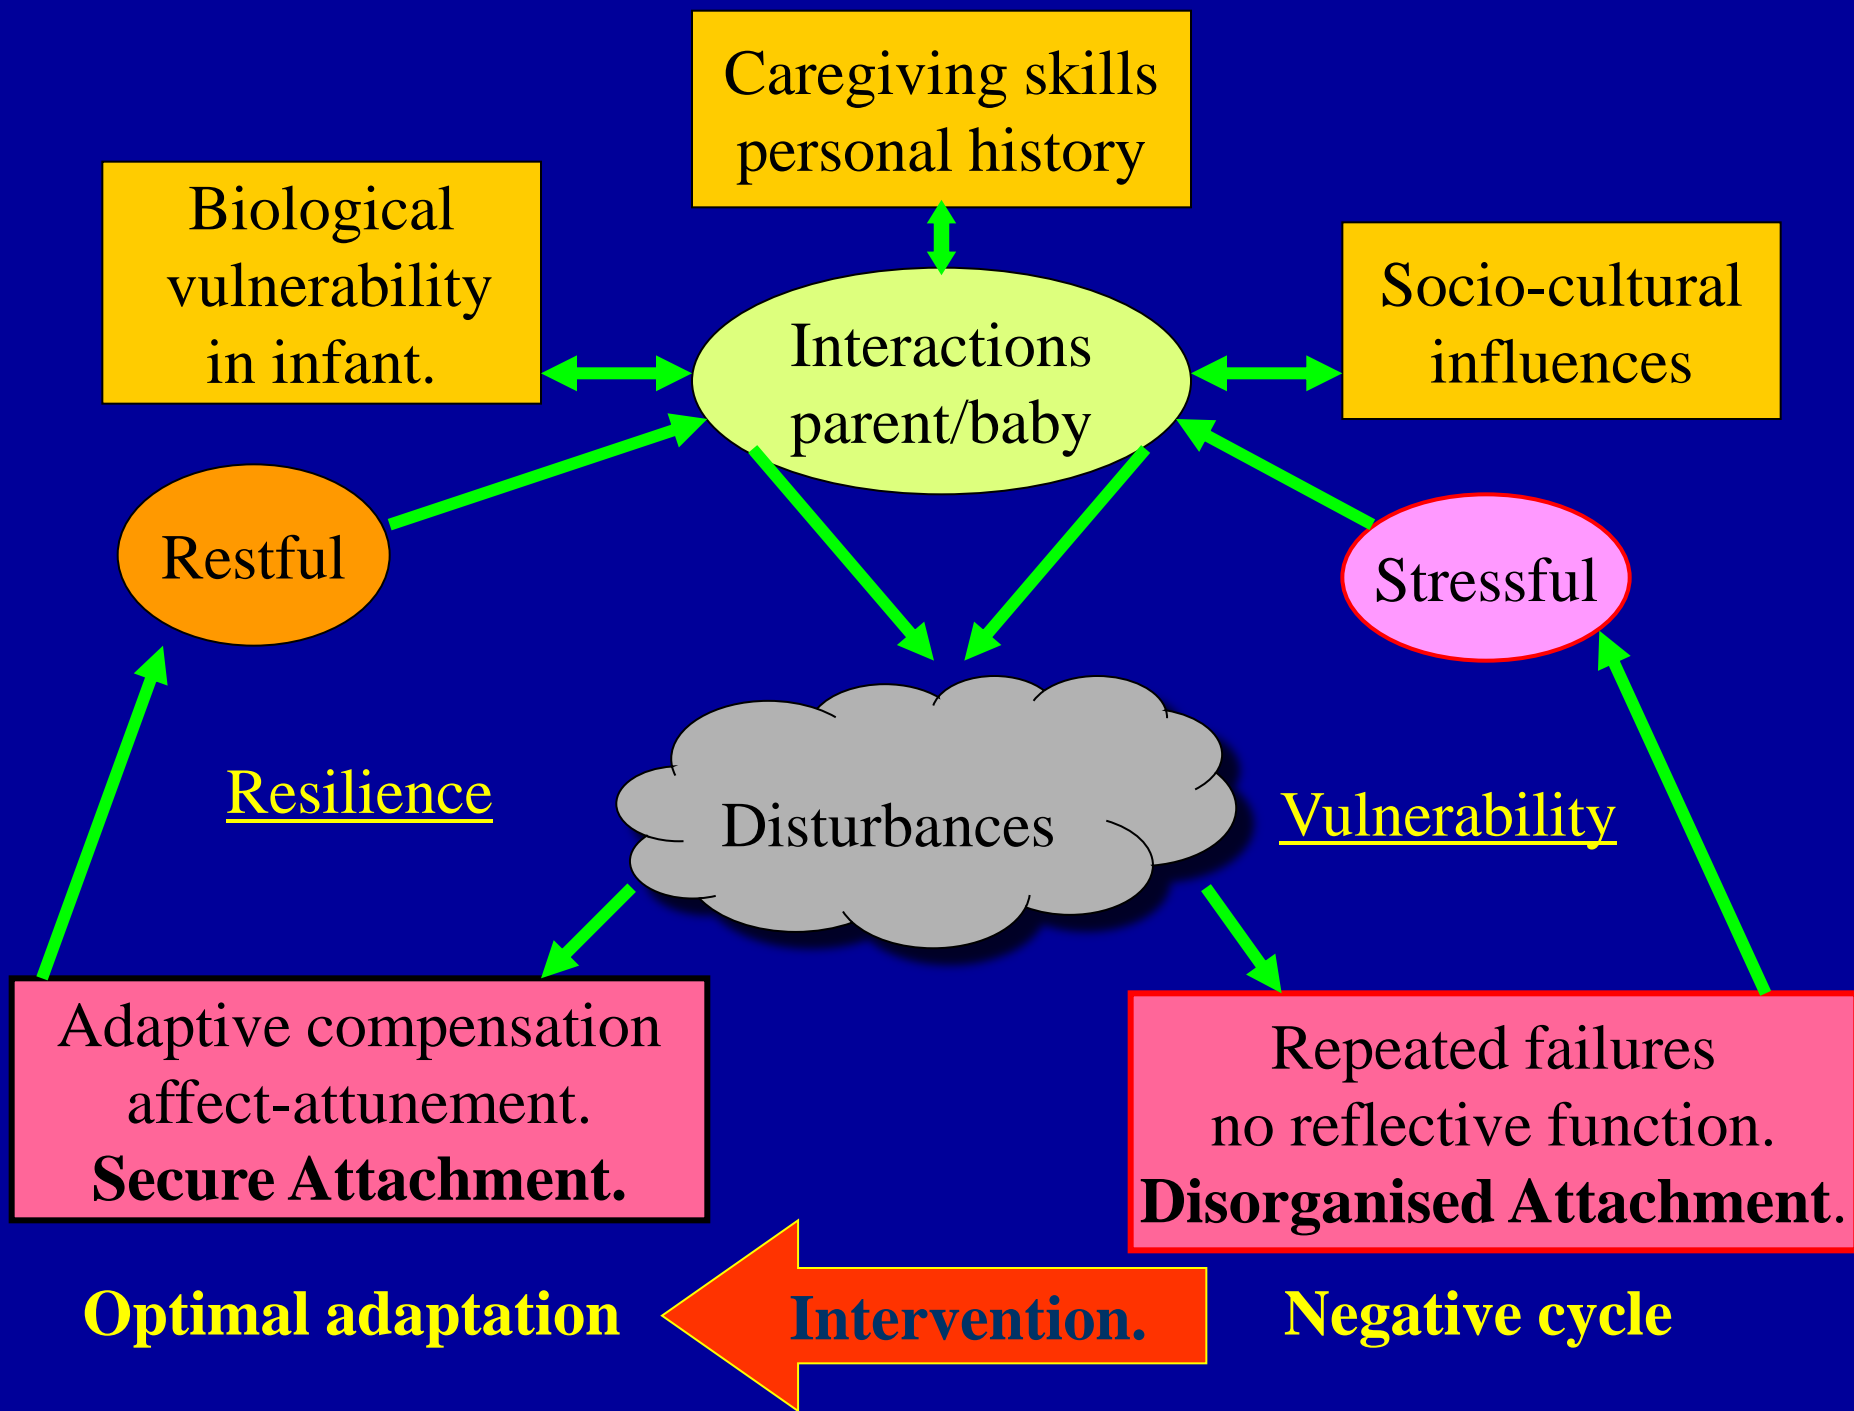 Caregiving skills
personal history
Biological
vulnerability
in infant.
Socio-cultural
influences
Interactions
parent/baby
Restful
Stressful
Resilience
Disturbances
Vulnerability
Adaptive compensation
affect-attunement.
Secure Attachment.
Repeated failures
no reflective function.
Disorganised Attachment.
Optimal adaptation
Intervention.
Negative cycle